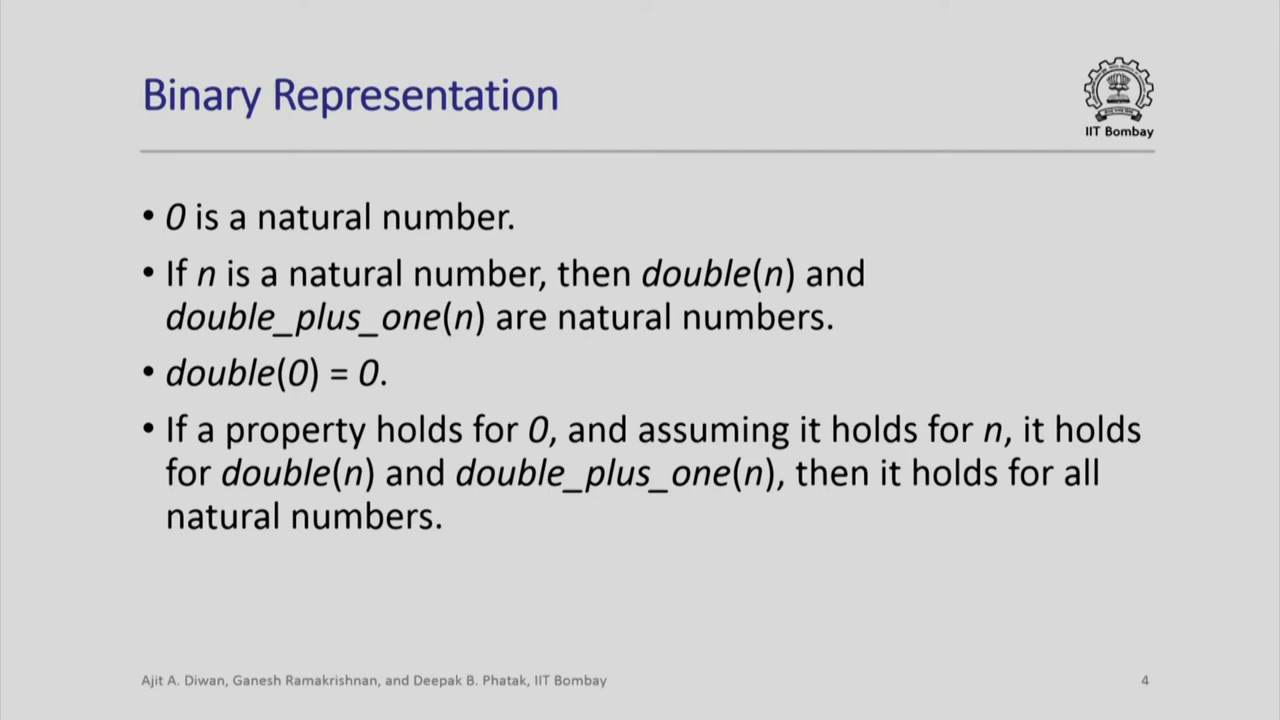 Binary Representation
IIT Bombay
• 0 is a natural number.
• If n is a natural number, then double(n) and
double_plus_one(n) are natural numbers.
• double(0) = 0.
• If a property holds for 0, and assuming it holds for n, it holds
for double(n) and double_plus_one(n), then it holds for all
natural numbers.
Ajit A. Diwan, Ganesh Ramakrishnan, and Deepak B. Phatak, IIT Bombay
4